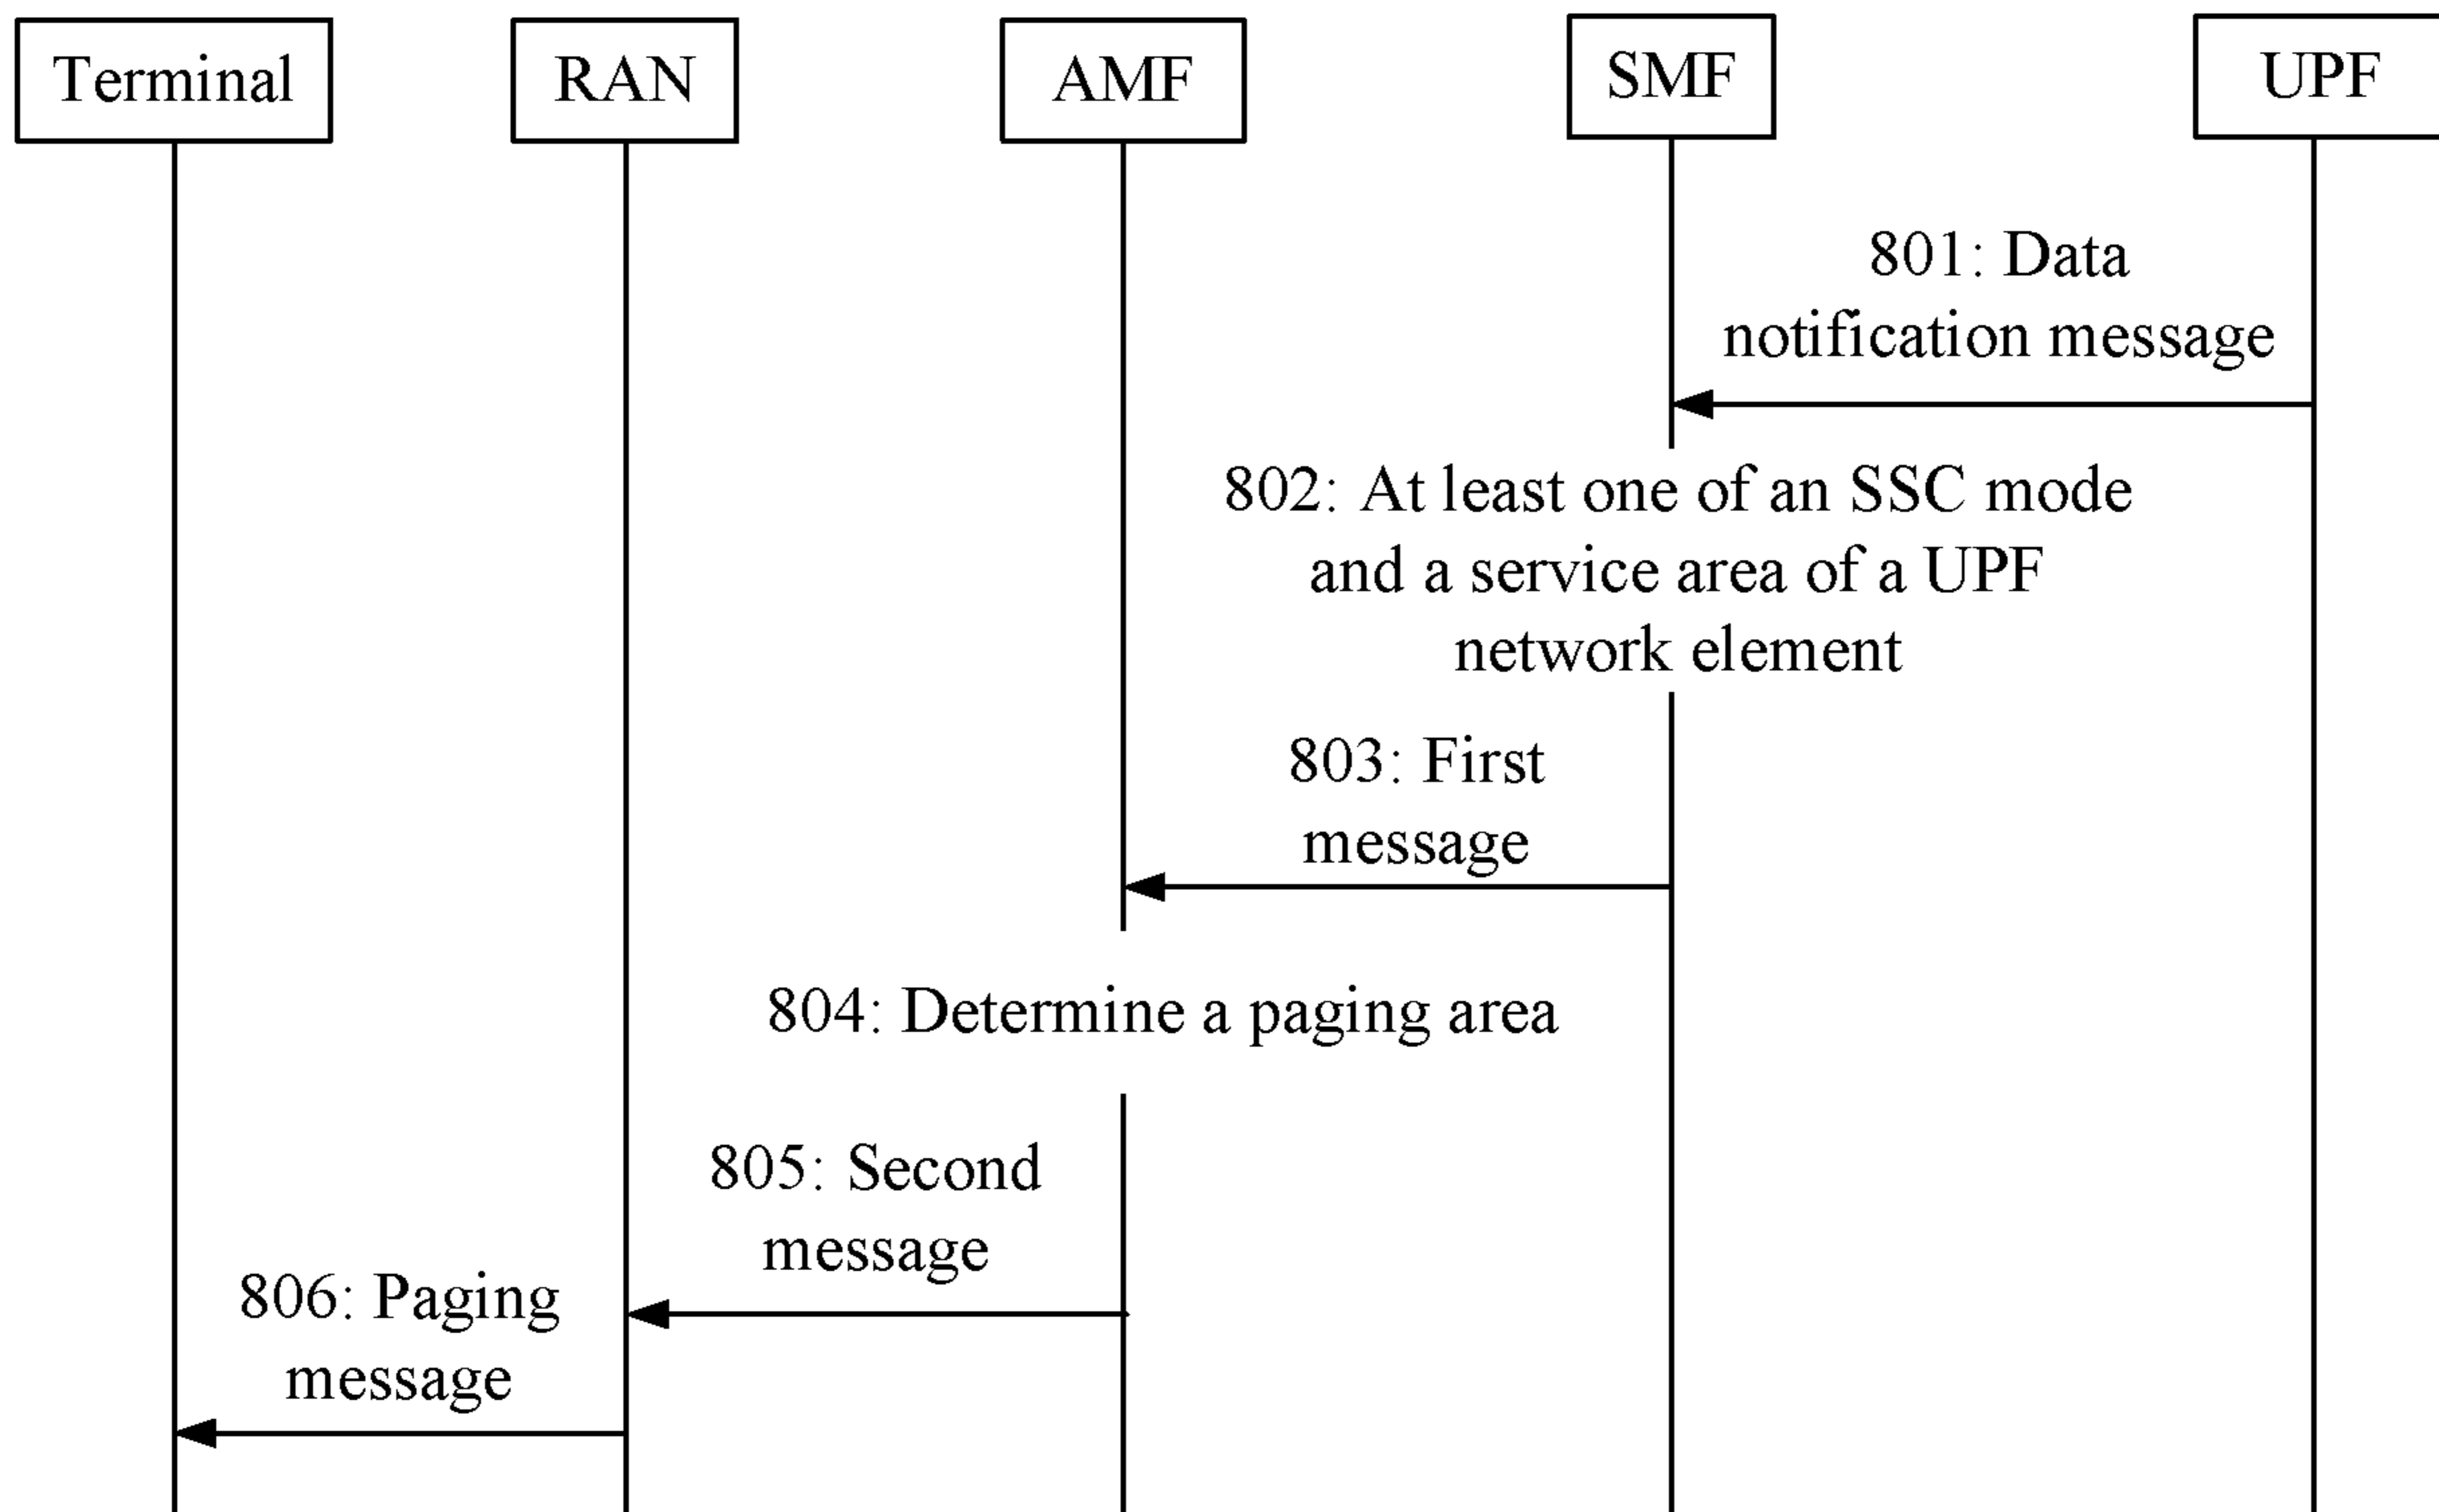 Terminal
RAN
AMF
SMF
UPF
801: Data
notification message
802: At least one of an SSC mode
and a service area of a UPF
network element
803: First
message
804: Determine a paging area
805: Second
message
806: Paging
message